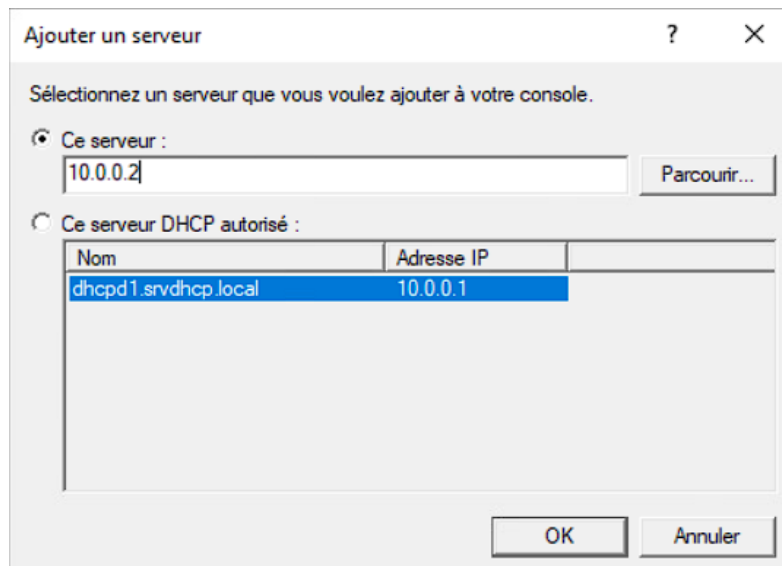 Ajouter un serveur ? ×
Sélectionnez un serveur que vous voulez ajouter à votre console.
Ce serveur :
10.0.0.2 Parcourir...
Ce serveur DHCP autorisé :
Nom Adresse IP
dhcpd1.srvdhcp.local 10.0.0.1
OK Annuler